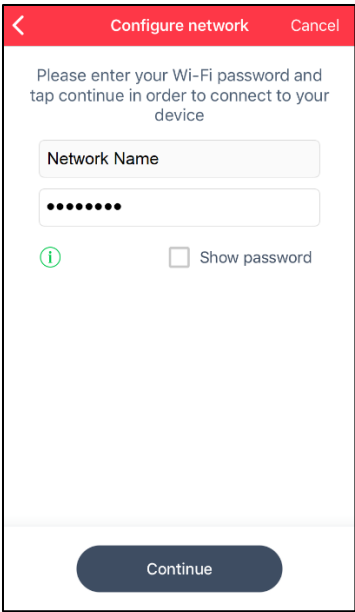 Configure network Cancel
Please enter your Wi-Fi password and
tap continue in order to connect to your
device
Network Name
••••••••
i Show password
Continue